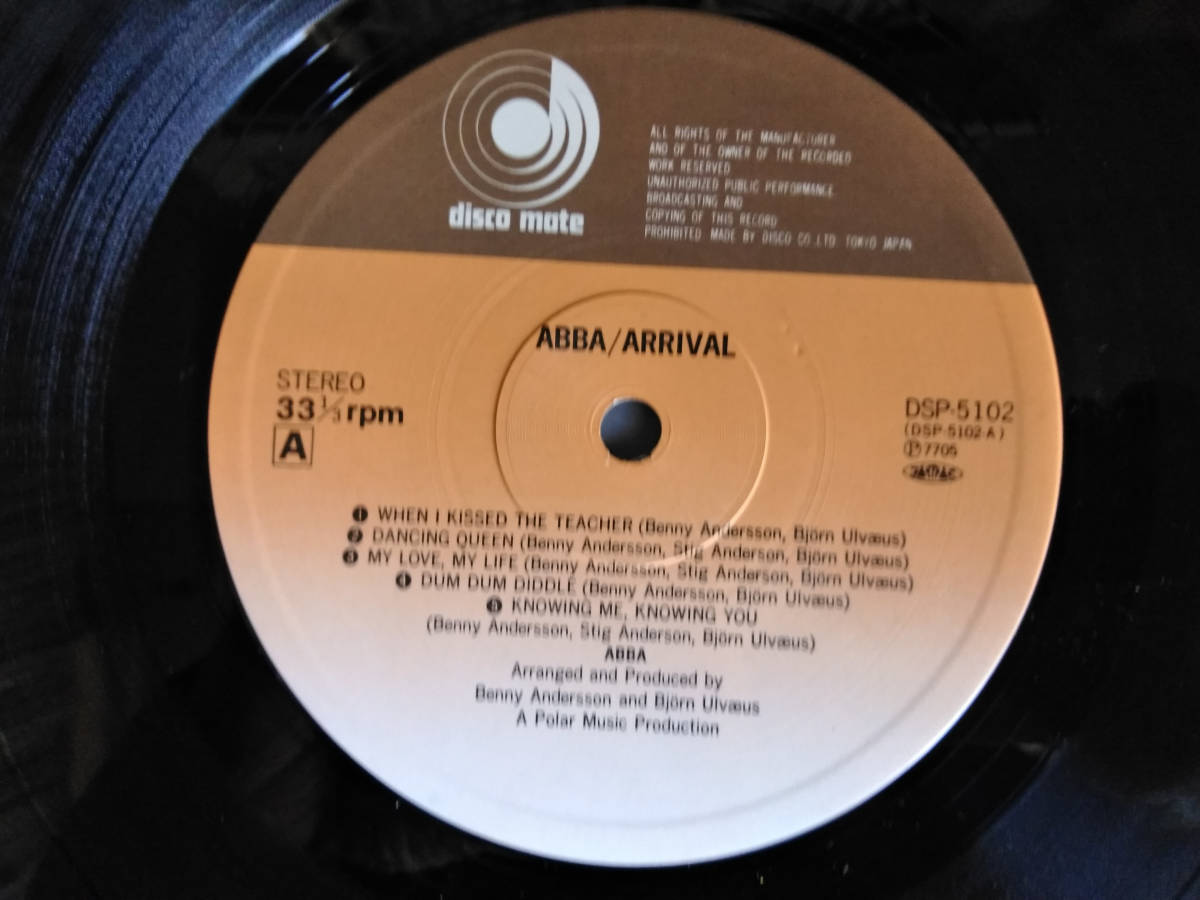 disco mate
ALL RIGHTS OF THE MANUFACTURER
AND OF THE OWNER OF THE RECORDED
WORK RESERVED
UNAUTHORIZED PUBLIC PERFORMANCE
BROADCASTING AND
COPYING OF THIS RECORD
PROHIBITED MADE BY DISCO CO. LTD. TOKYO JAPAN
ABBA/ARRIVAL
STEREO
33 1/3 rpm
A
DSP-5102
(DSP-5102-A)
Ⓟ7705
❶ WHEN I KISSED THE TEACHER (Benny Andersson, Björn Ulvæus)
❷ DANCING QUEEN (Benny Andersson, Stig Anderson, Björn Ulvæus)
❸ MY LOVE, MY LIFE (Benny Andersson, Stig Anderson, Björn Ulvæus)
❹ DUM DUM DIDDLE (Benny Andersson, Björn Ulvæus)
❺ KNOWING ME, KNOWING YOU
(Benny Andersson, Stig Anderson, Björn Ulvæus)
ABBA
Arranged and Produced by
Benny Andersson and Björn Ulvæus
A Polar Music Production